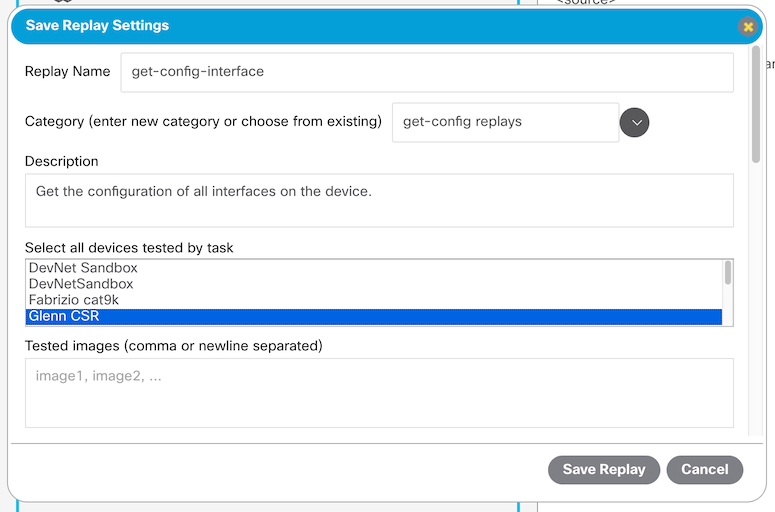 <source>
Save Replay Settings
Replay Name get-config-interface
Category (enter new category or choose from existing) get-config replays
Description
Get the configuration of all interfaces on the device.
Select all devices tested by task
DevNet Sandbox
DevNetSandbox
Fabrizio cat9k
Glenn CSR
Tested images (comma or newline separated)
image1, image2, ...
Save Replay Cancel